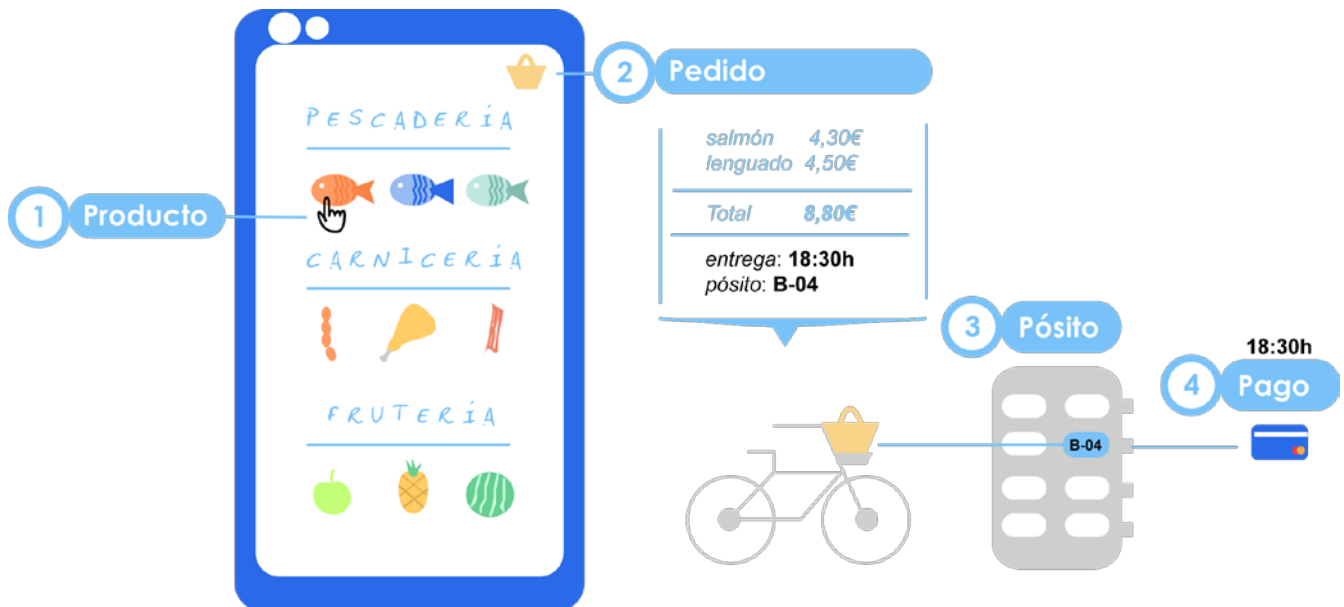 1 Producto
PESCADERÍA
CARNICERÍA
FRUTERÍA
2 Pedido
salmón 4,30€
lenguado 4,50€
Total 8,80€
entrega: 18:30h
pósito: B-04
3 Pósito
B-04
18:30h
4 Pago